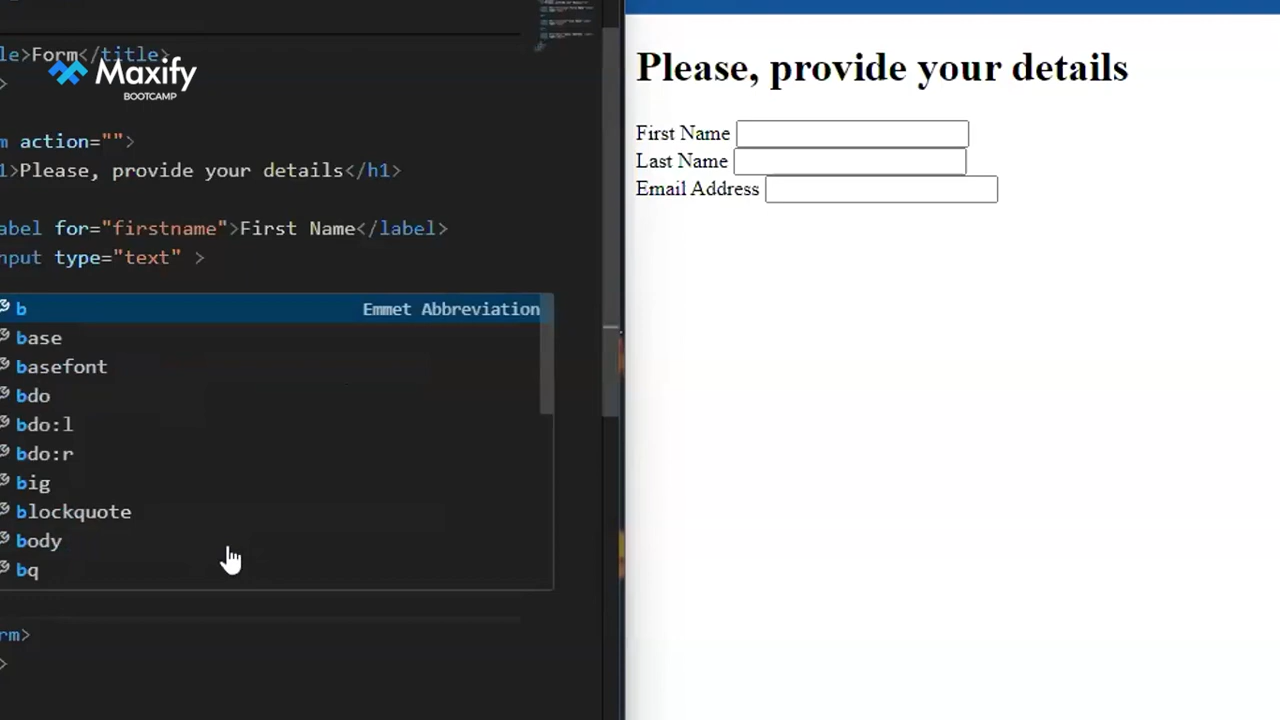 le>Form</title>
>
Maxify
BOOTCAMP
m action="">
1>Please, provide your details</h1>
abel for="firstname">First Name</label>
nput type="text" >
b Emmet Abbreviation
base
basefont
bdo
bdo:l
bdo:r
big
blockquote
body
bq
rm>
>
Please, provide your details
First Name
Last Name
Email Address